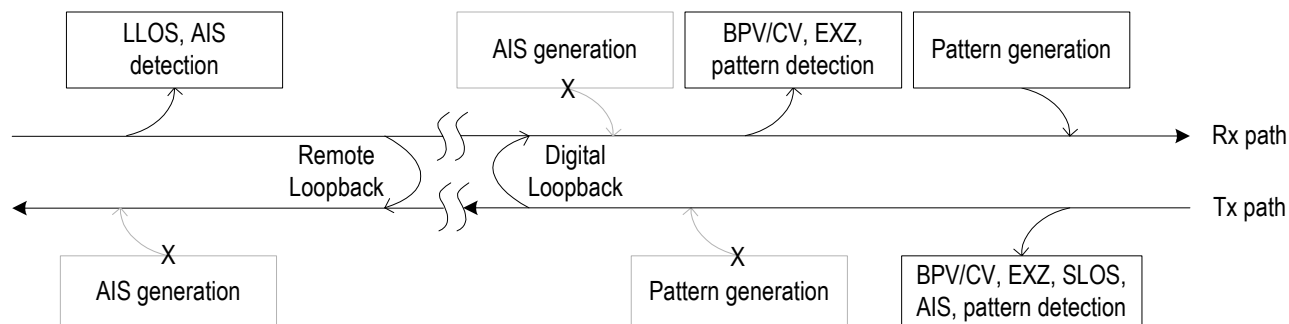 LLOS, AIS
detection
AIS generation
X
BPV/CV, EXZ,
pattern detection
Pattern generation
Rx path
Remote
Loopback
Digital
Loopback
Tx path
X
AIS generation
X
Pattern generation
BPV/CV, EXZ, SLOS,
AIS, pattern detection